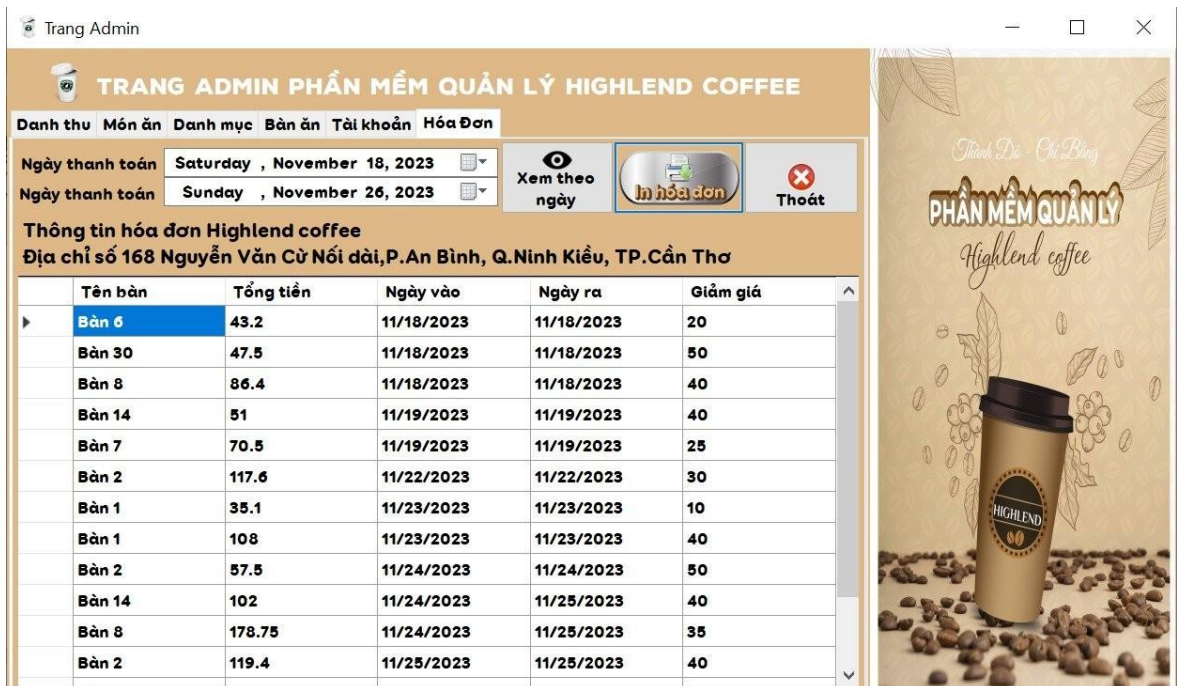 Trang Admin
TRANG ADMIN PHẦN MỀM QUẢN LÝ HIGHLEND COFFEE
Danh thu Món ăn Danh mục Bàn ăn Tài khoản Hóa Đơn
Ngày thanh toán Saturday , November 18, 2023
Ngày thanh toán Sunday , November 26, 2023
Xem theo
ngày
In hóa đơn
Thoát
Thông tin hóa đơn Highlend coffee
Địa chỉ số 168 Nguyễn Văn Cừ Nối dài,P.An Bình, Q.Ninh Kiều, TP.Cần Thơ
Tên bàn Tổng tiền Ngày vào Ngày ra Giảm giá
Bàn 6 43.2 11/18/2023 11/18/2023 20
Bàn 30 47.5 11/18/2023 11/18/2023 50
Bàn 8 86.4 11/18/2023 11/18/2023 40
Bàn 14 51 11/19/2023 11/19/2023 40
Bàn 7 70.5 11/19/2023 11/19/2023 25
Bàn 2 117.6 11/22/2023 11/22/2023 30
Bàn 1 35.1 11/23/2023 11/23/2023 10
Bàn 1 108 11/23/2023 11/23/2023 40
Bàn 2 57.5 11/24/2023 11/24/2023 50
Bàn 14 102 11/24/2023 11/25/2023 40
Bàn 8 178.75 11/24/2023 11/25/2023 35
Bàn 2 119.4 11/25/2023 11/25/2023 40
Thành Đô - Chí Bằng
PHẦN MỀM QUẢN LÝ
Highlend coffee
HIGHLEND